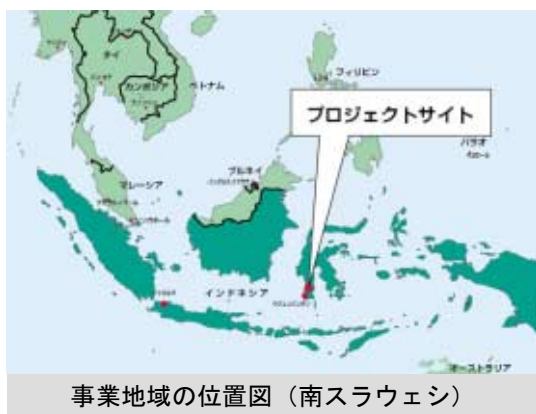 タイ
カンボジア
ベトナム
フィリピン
プロジェクトサイト
パラオ
ブルネイ
マレーシア
インドネシア
オーストラリア
事業地域の位置図（南スラウェシ）